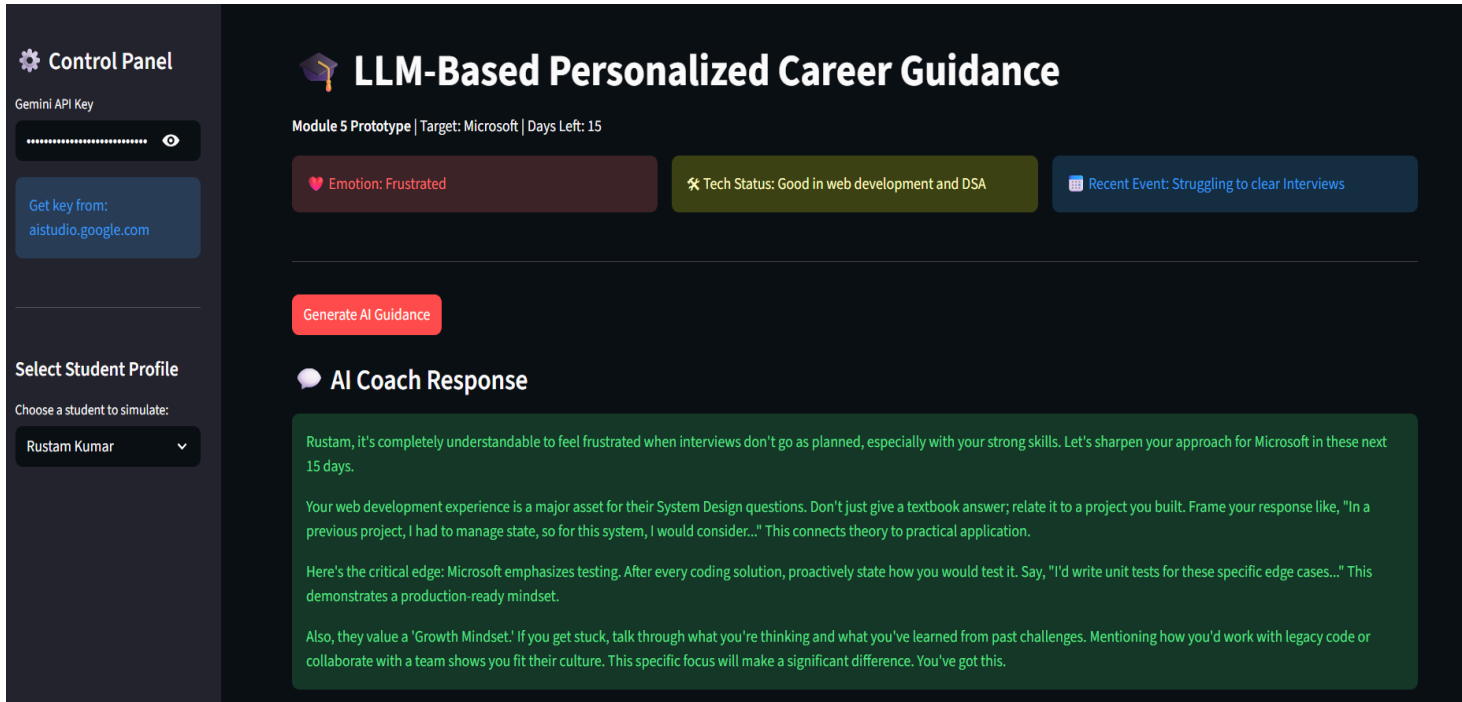 Control Panel
Gemini API Key
Get key from:
aistudio.google.com
Select Student Profile
Choose a student to simulate:
Rustam Kumar
LLM-Based Personalized Career Guidance
Module 5 Prototype | Target: Microsoft | Days Left: 15
Emotion: Frustrated
Tech Status: Good in web development and DSA
Recent Event: Struggling to clear Interviews
Generate AI Guidance
AI Coach Response
Rustam, it's completely understandable to feel frustrated when interviews don't go as planned, especially with your strong skills. Let's sharpen your approach for Microsoft in these next
15 days.
Your web development experience is a major asset for their System Design questions. Don't just give a textbook answer; relate it to a project you built. Frame your response like, "In a
previous project, I had to manage state, so for this system, I would consider..." This connects theory to practical application.
Here's the critical edge: Microsoft emphasizes testing. After every coding solution, proactively state how you would test it. Say, "I'd write unit tests for these specific edge cases..." This
demonstrates a production-ready mindset.
Also, they value a 'Growth Mindset.' If you get stuck, talk through what you're thinking and what you've learned from past challenges. Mentioning how you'd work with legacy code or
collaborate with a team shows you fit their culture. This specific focus will make a significant difference. You've got this.